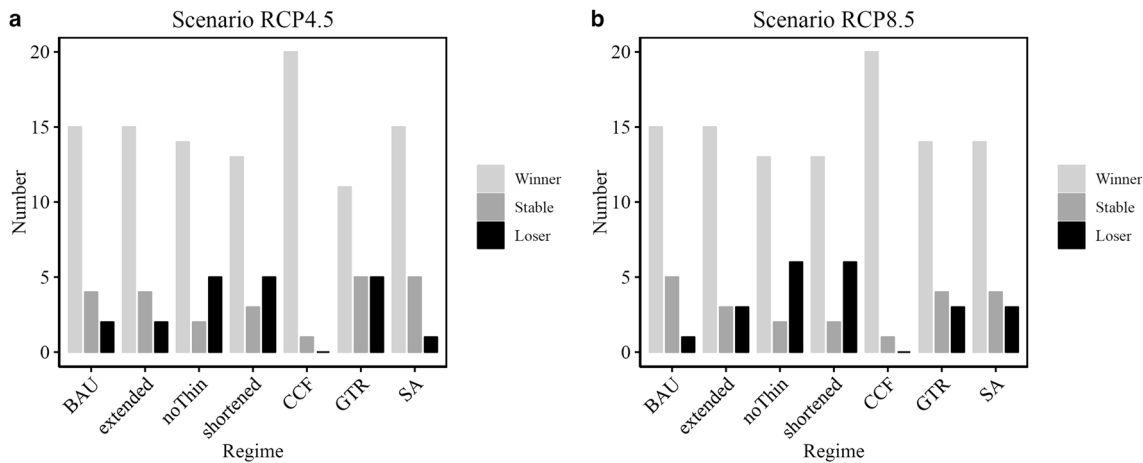 a
Scenario RCP4.5
20
15
10
5
0
Number
BAU
extended
noThin
shortened
CCF
GTR
SA
Regime
Winner
Stable
Loser
b
Scenario RCP8.5
20
15
10
5
0
Number
BAU
extended
noThin
shortened
CCF
GTR
SA
Regime
Winner
Stable
Loser